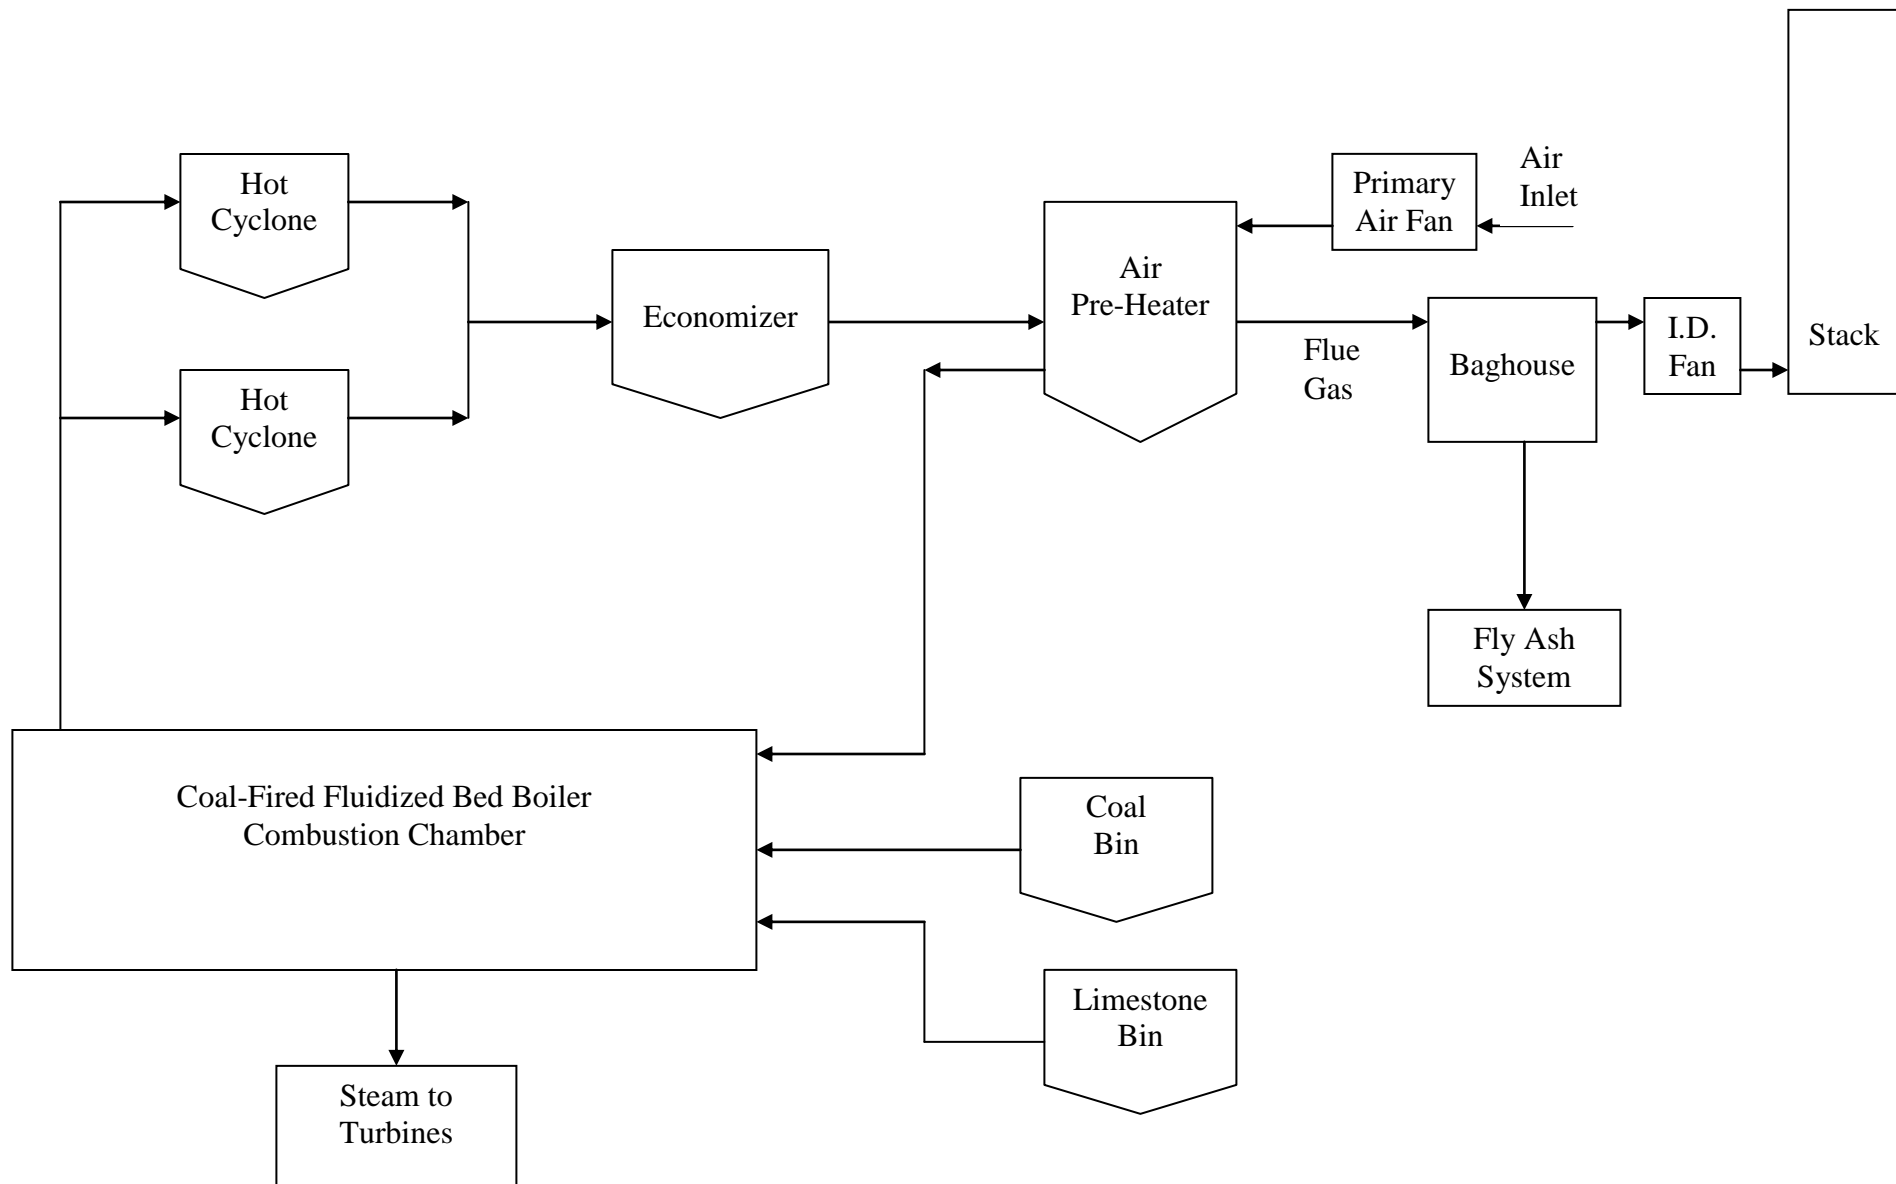 Hot
Cyclone
Primary
Air Fan
Air
Inlet
Air
Pre-Heater
Economizer
Flue
Gas
Baghouse
I.D.
Fan
Stack
Hot
Cyclone
Fly Ash
System
Coal-Fired Fluidized Bed Boiler
Combustion Chamber
Coal
Bin
Limestone
Bin
Steam to
Turbines